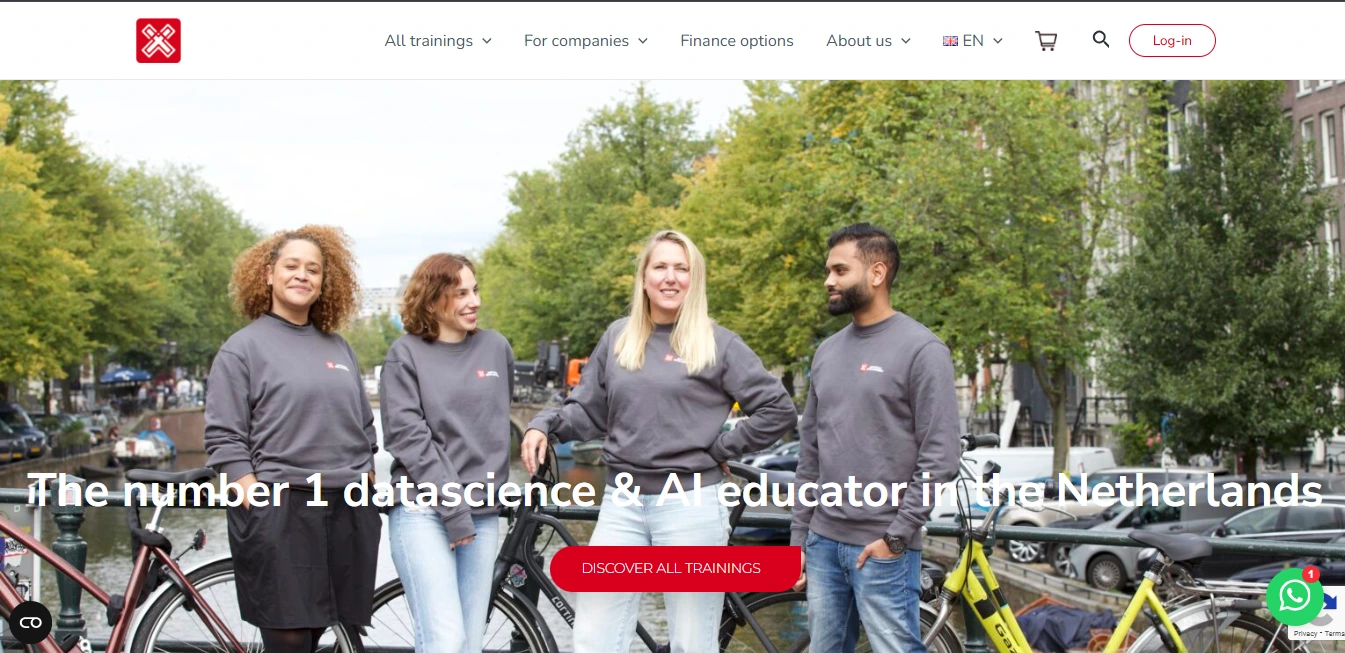 All trainings
For companies
Finance options
About us
EN
Log-in
The number 1 datascience & AI educator in the Netherlands
DISCOVER ALL TRAININGS
cortina
1
Privacy - Terms